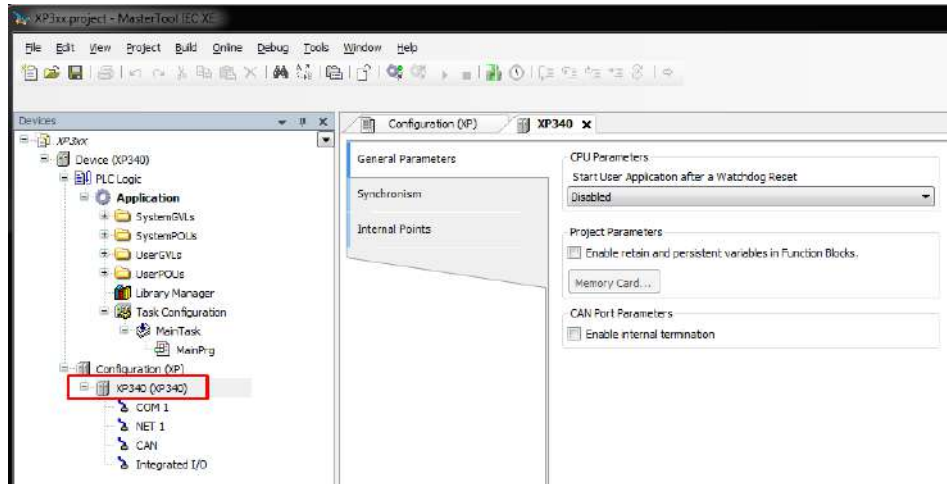 XP3xx.project - MasterTool IEC XE
File Edit View Project Build Online Debug Tools Window Help
Devices
Configuration (XP)
XP340
XP3xx
Device (XP340)
PLC Logic
Application
SystemGVLs
SystemPOUs
UserGVLs
UserPOUs
Library Manager
Task Configuration
MainTask
MainPrg
Configuration (XP)
XP340 (XP340)
COM 1
NET 1
CAN
Integrated I/O
General Parameters
Synchronism
Internal Points
CPU Parameters
Start User Application after a Watchdog Reset
Disabled
Project Parameters
Enable retain and persistent variables in Function Blocks.
Memory Card...
CAN Port Parameters
Enable internal termination